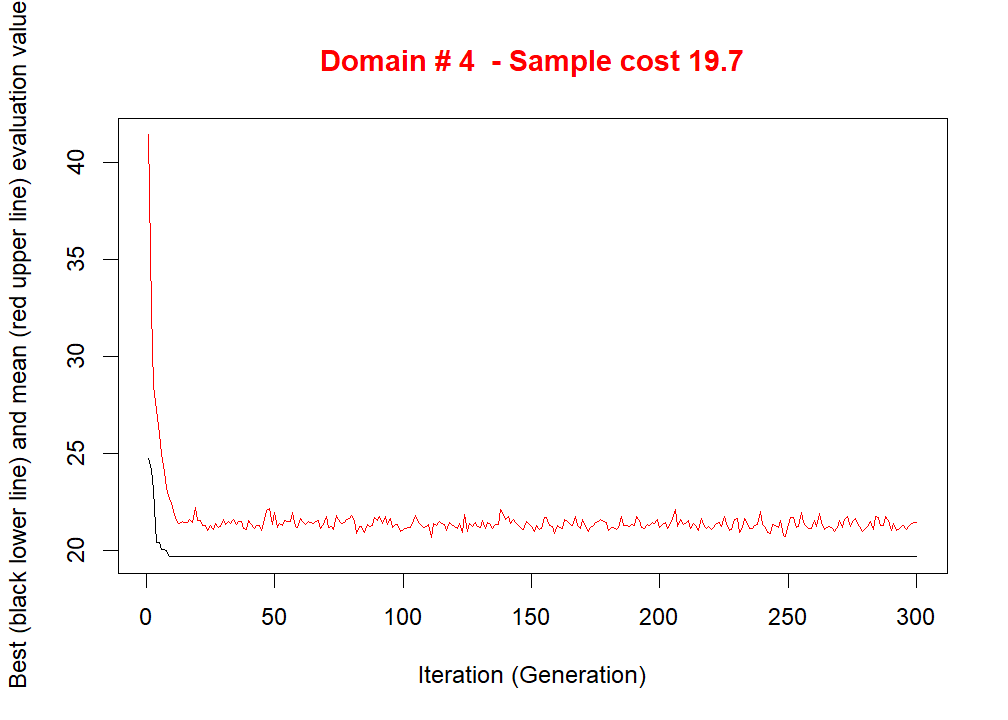 Domain # 4  - Sample cost 19.7
Best (black lower line) and mean (red upper line) evaluation value
40
35
30
25
20
0 50 100 150 200 250 300
Iteration (Generation)